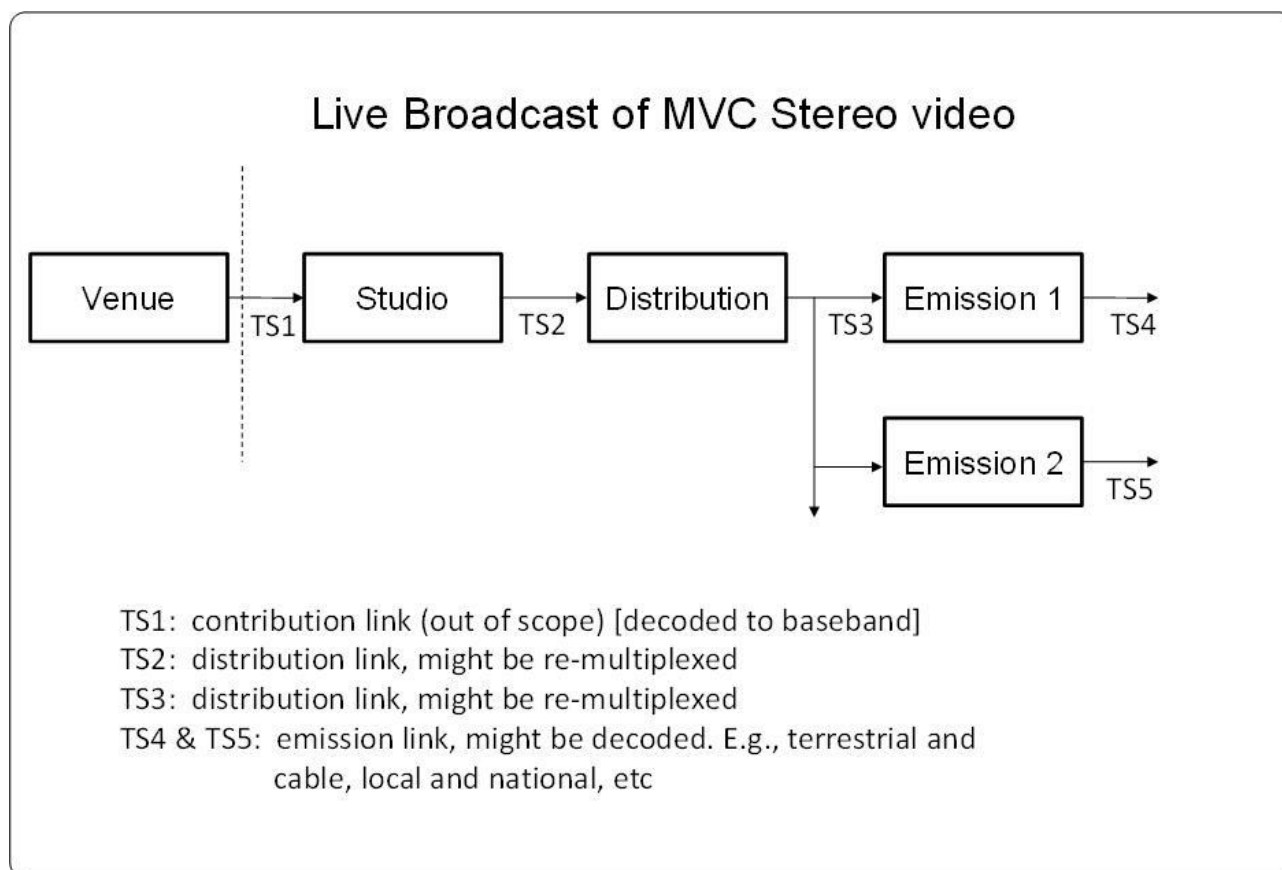 Live Broadcast of MVC Stereo video
Venue
TS1
Studio
TS2
Distribution
TS3
Emission 1
TS4
Emission 2
TS5
TS1: contribution link (out of scope) [decoded to baseband]
TS2: distribution link, might be re-multiplexed
TS3: distribution link, might be re-multiplexed
TS4 & TS5: emission link, might be decoded. E.g., terrestrial and
cable, local and national, etc